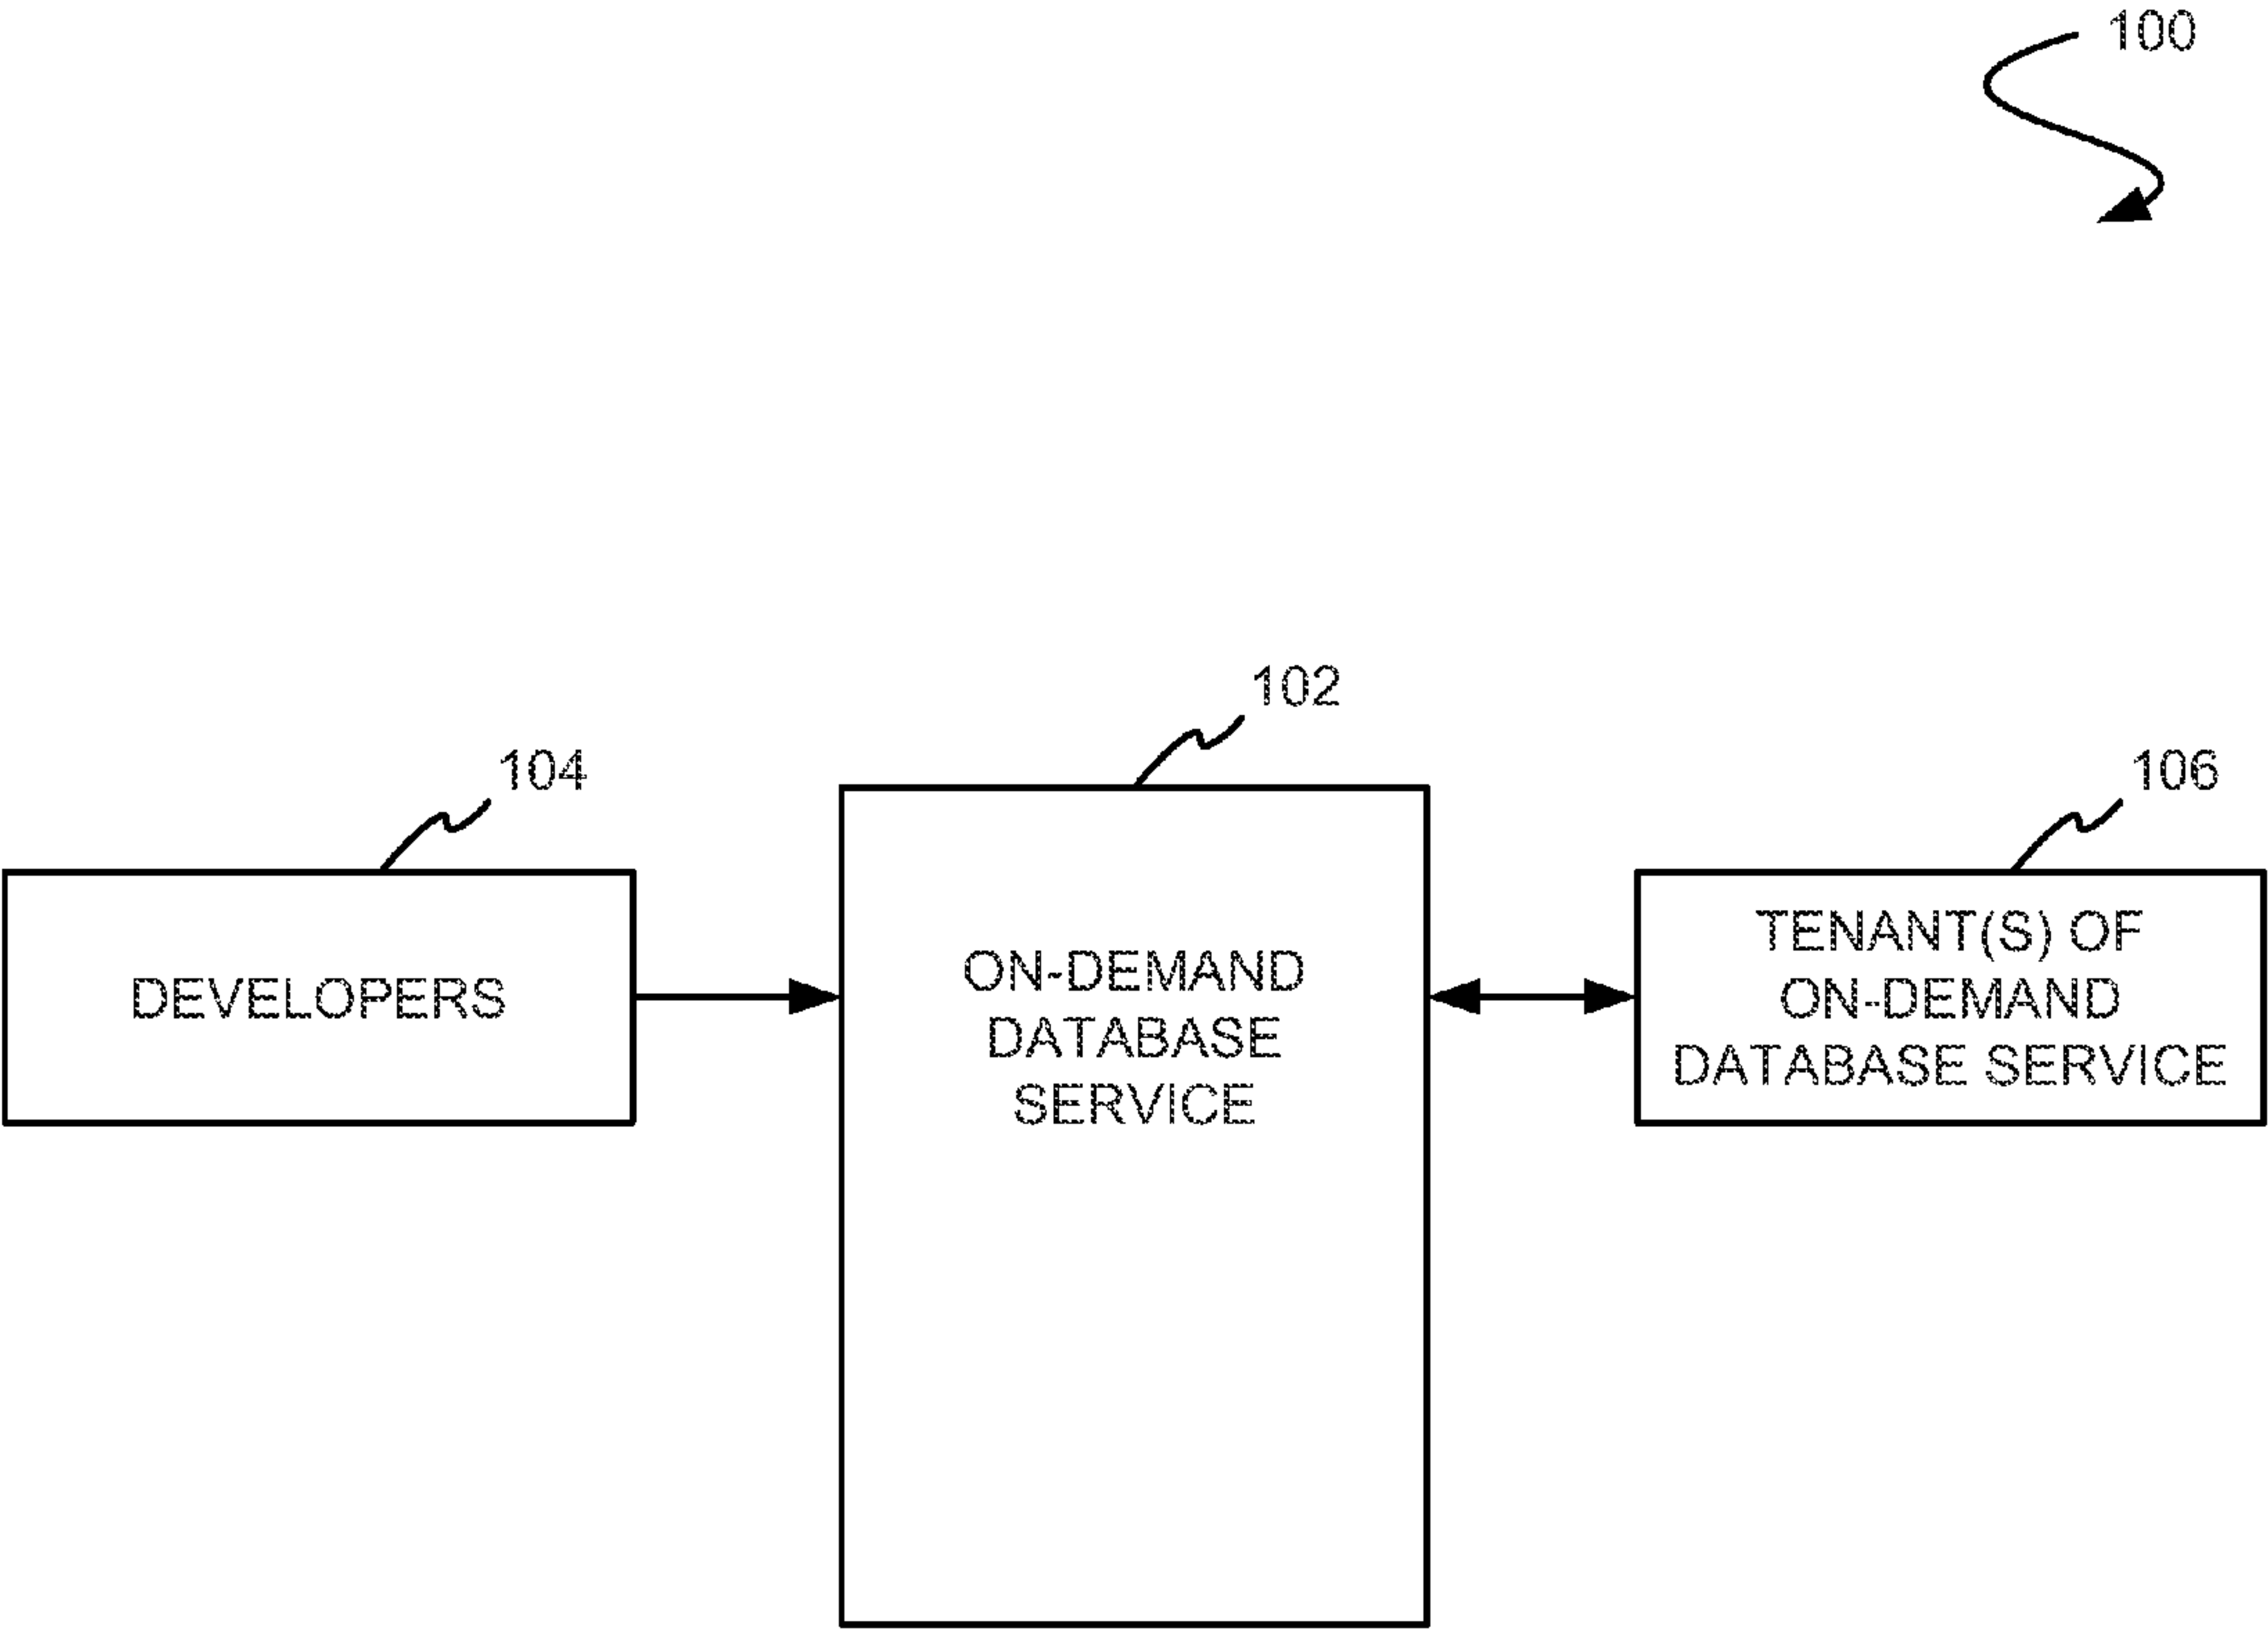 100
102
104
106
DEVELOPERS
ON-DEMAND
DATABASE
SERVICE
TENANT(S) OF
ON-DEMAND
DATABASE SERVICE